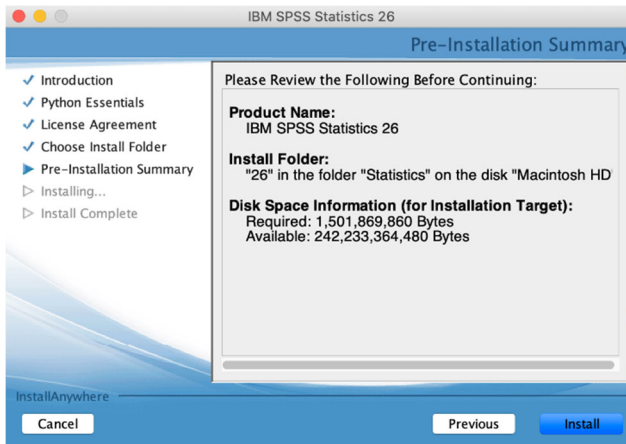 IBM SPSS Statistics 26
Pre-Installation Summary
Introduction
Python Essentials
License Agreement
Choose Install Folder
Pre-Installation Summary
Installing...
Install Complete
Please Review the Following Before Continuing:
Product Name:
IBM SPSS Statistics 26
Install Folder:
"26" in the folder "Statistics" on the disk "Macintosh HD"
Disk Space Information (for Installation Target):
Required: 1,501,869,860 Bytes
Available: 242,233,364,480 Bytes
InstallAnywhere
Cancel
Previous
Install